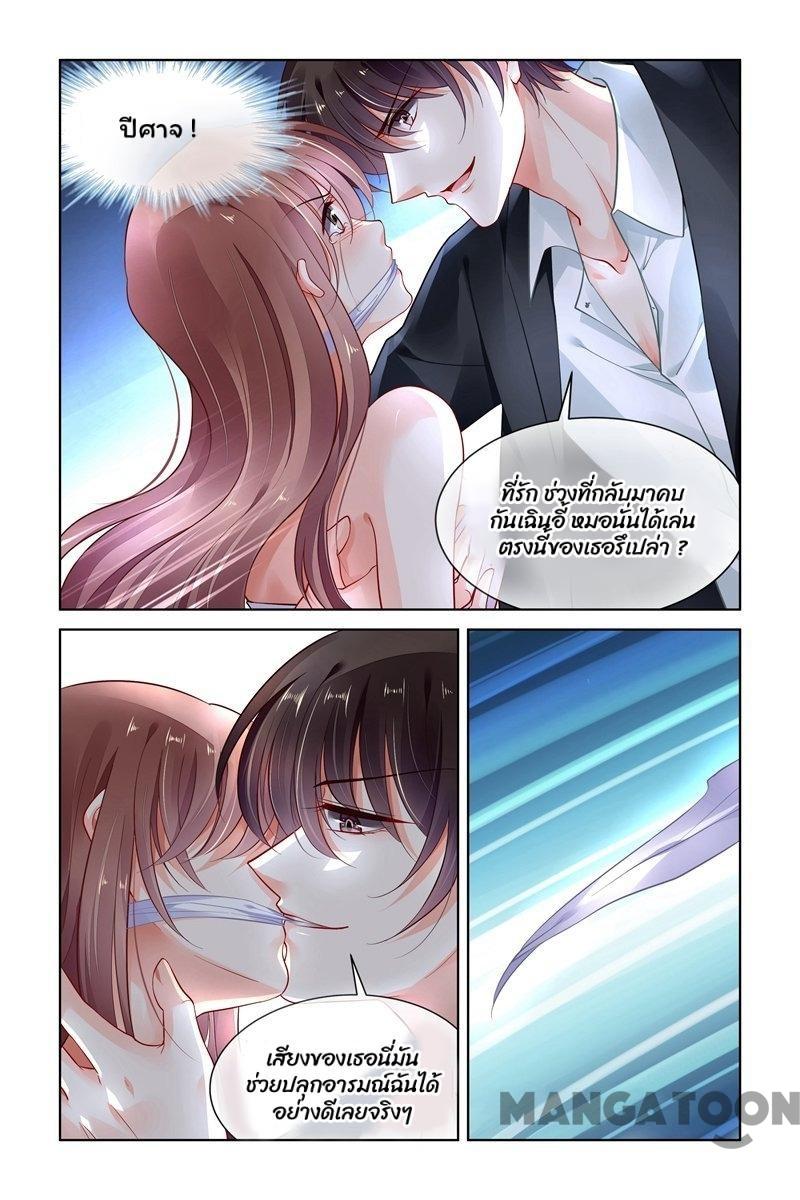 ปีศาจ !
ที่รัก ช่วงที่กลับมาคบ
กันเฉินอี้ หมอนั่นได้เล่น
ตรงนี้ของเธอรึเปล่า ?
เสียงของเธอนี่มัน
ช่วยปลุกอารมณ์ฉันได้
อย่างดีเลยจริงๆ
MANGATOON